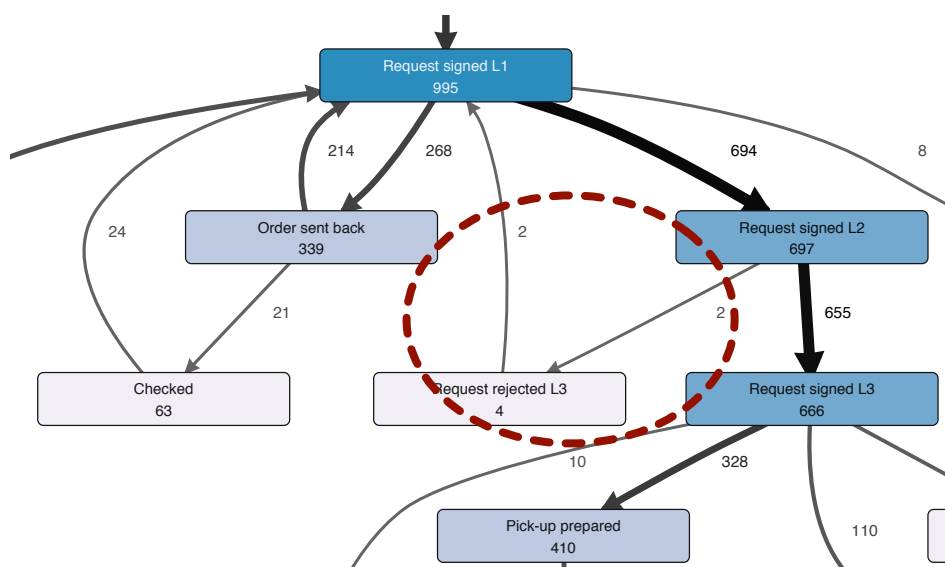 Request signed L1
995
214
268
694
8
24
Order sent back
339
2
Request signed L2
697
21
2
655
Checked
63
Request rejected L3
4
Request signed L3
666
10
328
110
Pick-up prepared
410